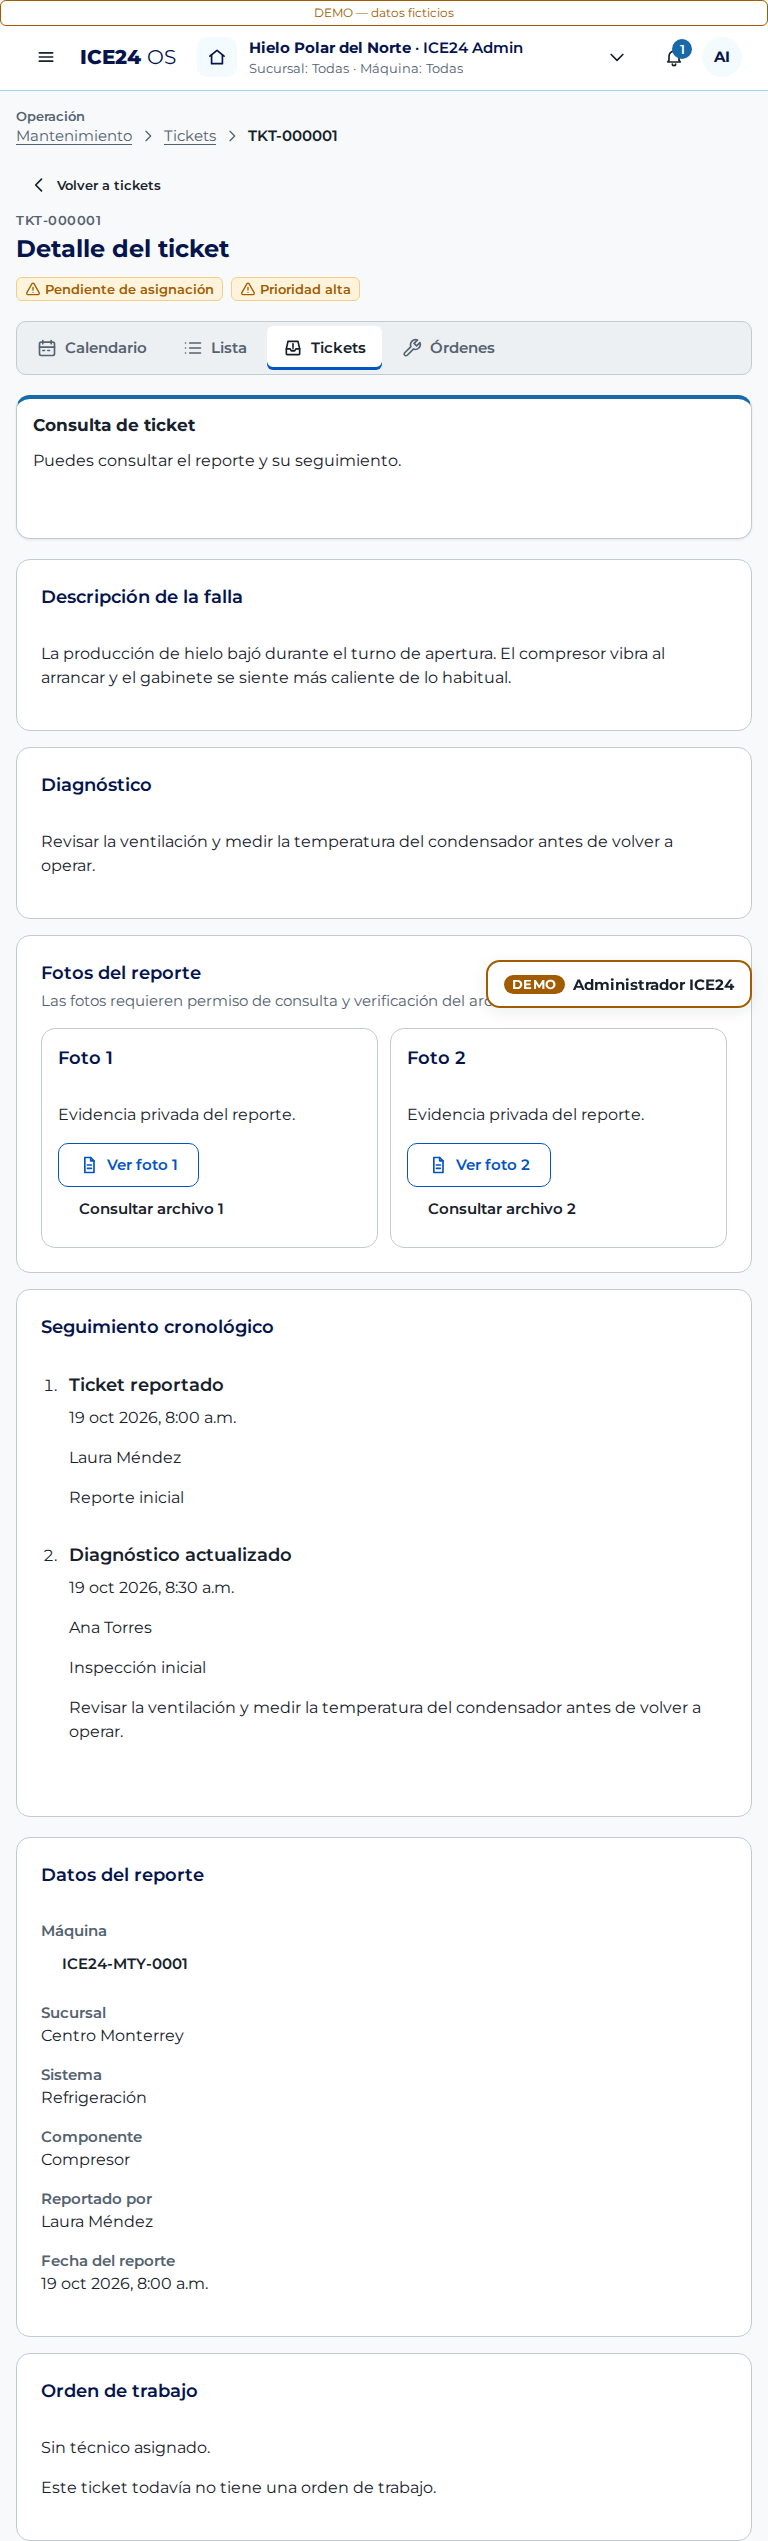 DEMO — datos ficticios
ICE24 OS
Hielo Polar del Norte · ICE24 Admin
Sucursal: Todas · Máquina: Todas
1
AI
Operación
Mantenimiento > Tickets > TKT-000001
Volver a tickets
TKT-000001
Detalle del ticket
Pendiente de asignación
Prioridad alta
Calendario
Lista
Tickets
Órdenes
Consulta de ticket
Puedes consultar el reporte y su seguimiento.
Descripción de la falla
La producción de hielo bajó durante el turno de apertura. El compresor vibra al
arrancar y el gabinete se siente más caliente de lo habitual.
Diagnóstico
Revisar la ventilación y medir la temperatura del condensador antes de volver a
operar.
Fotos del reporte
Las fotos requieren permiso de consulta y verificación del
DEMO Administrador ICE24
Foto 1
Evidencia privada del reporte.
Ver foto 1
Consultar archivo 1
Foto 2
Evidencia privada del reporte.
Ver foto 2
Consultar archivo 2
Seguimiento cronológico
1. Ticket reportado
19 oct 2026, 8:00 a.m.
Laura Méndez
Reporte inicial
2. Diagnóstico actualizado
19 oct 2026, 8:30 a.m.
Ana Torres
Inspección inicial
Revisar la ventilación y medir la temperatura del condensador antes de volver a
operar.
Datos del reporte
Máquina
ICE24-MTY-0001
Sucursal
Centro Monterrey
Sistema
Refrigeración
Componente
Compresor
Reportado por
Laura Méndez
Fecha del reporte
19 oct 2026, 8:00 a.m.
Orden de trabajo
Sin técnico asignado.
Este ticket todavía no tiene una orden de trabajo.